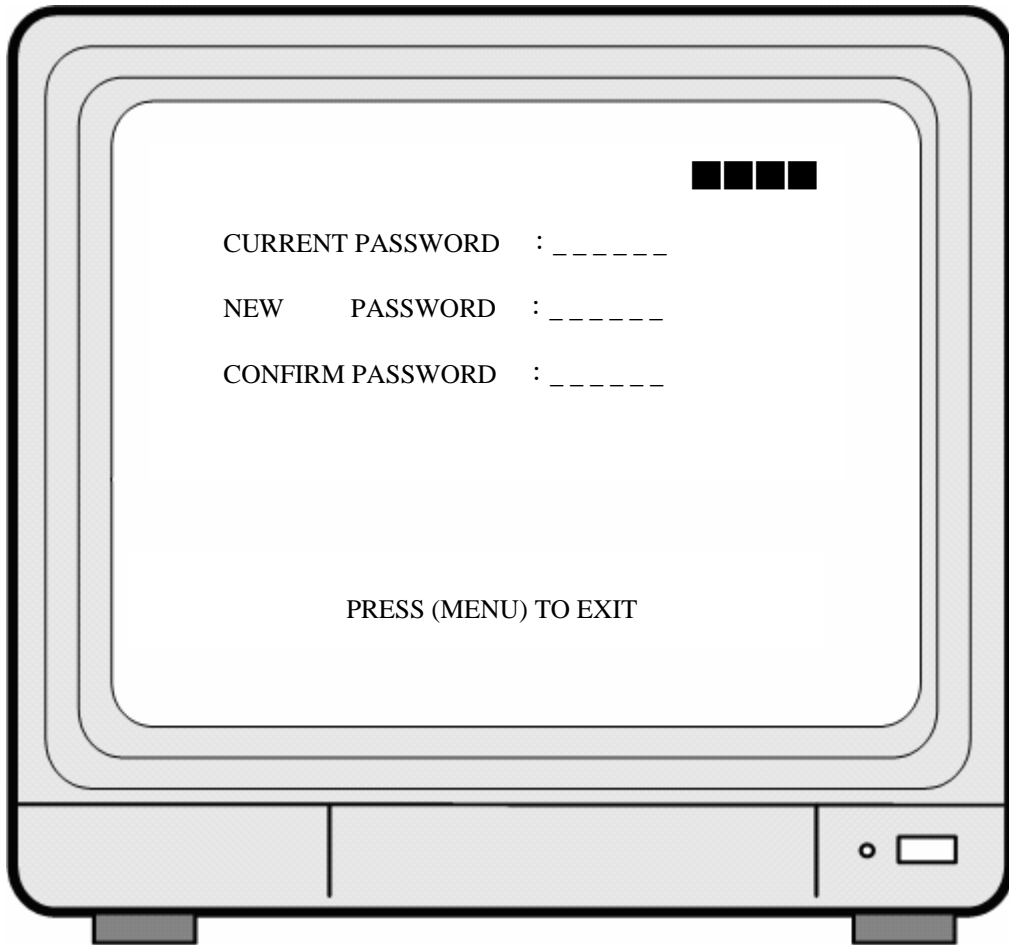 ■■■■
CURRENT PASSWORD : _ _ _ _ _ _
NEW PASSWORD : _ _ _ _ _ _
CONFIRM PASSWORD : _ _ _ _ _ _
PRESS (MENU) TO EXIT